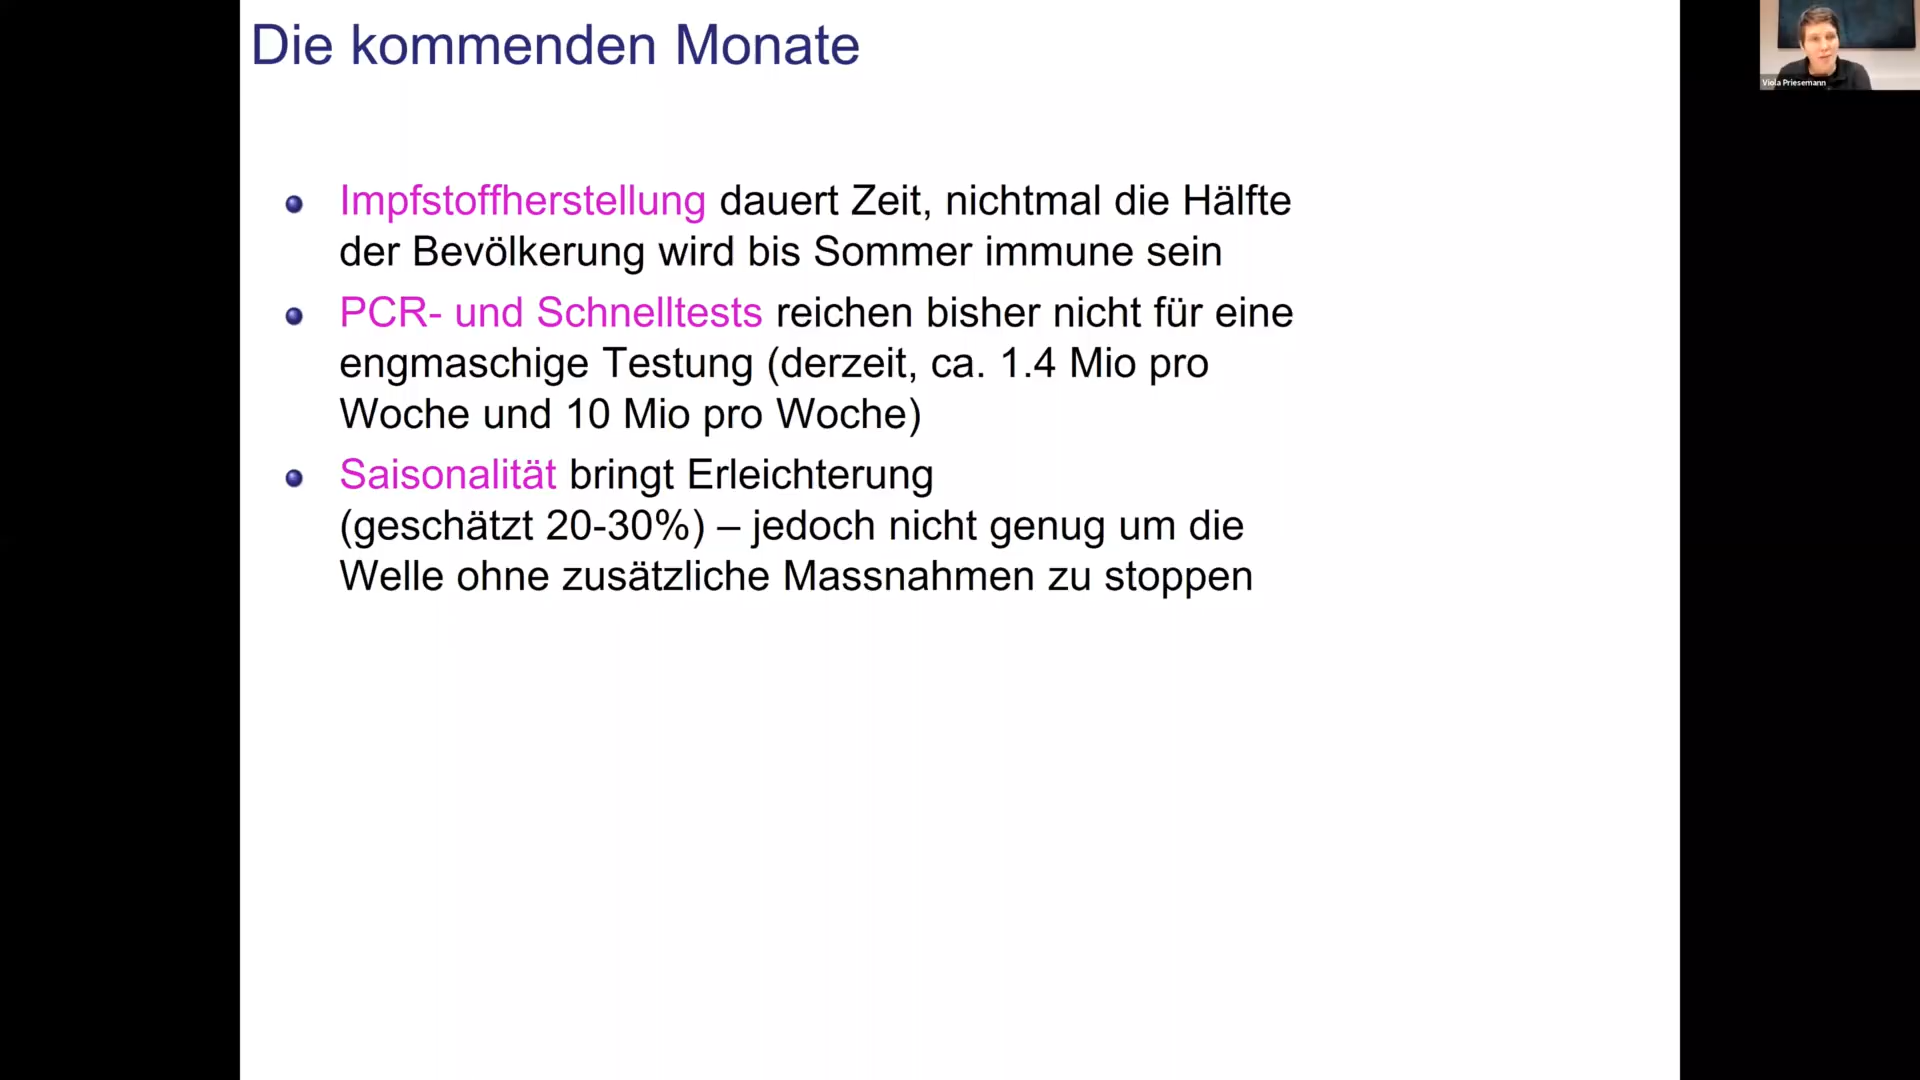 Die kommenden Monate
Viola Priesemann
Impfstoffherstellung dauert Zeit, nichtmal die Hälfte
der Bevölkerung wird bis Sommer immune sein
PCR- und Schnelltests reichen bisher nicht für eine
engmaschige Testung (derzeit, ca. 1.4 Mio pro
Woche und 10 Mio pro Woche)
Saisonalität bringt Erleichterung
(geschätzt 20-30%) – jedoch nicht genug um die
Welle ohne zusätzliche Massnahmen zu stoppen